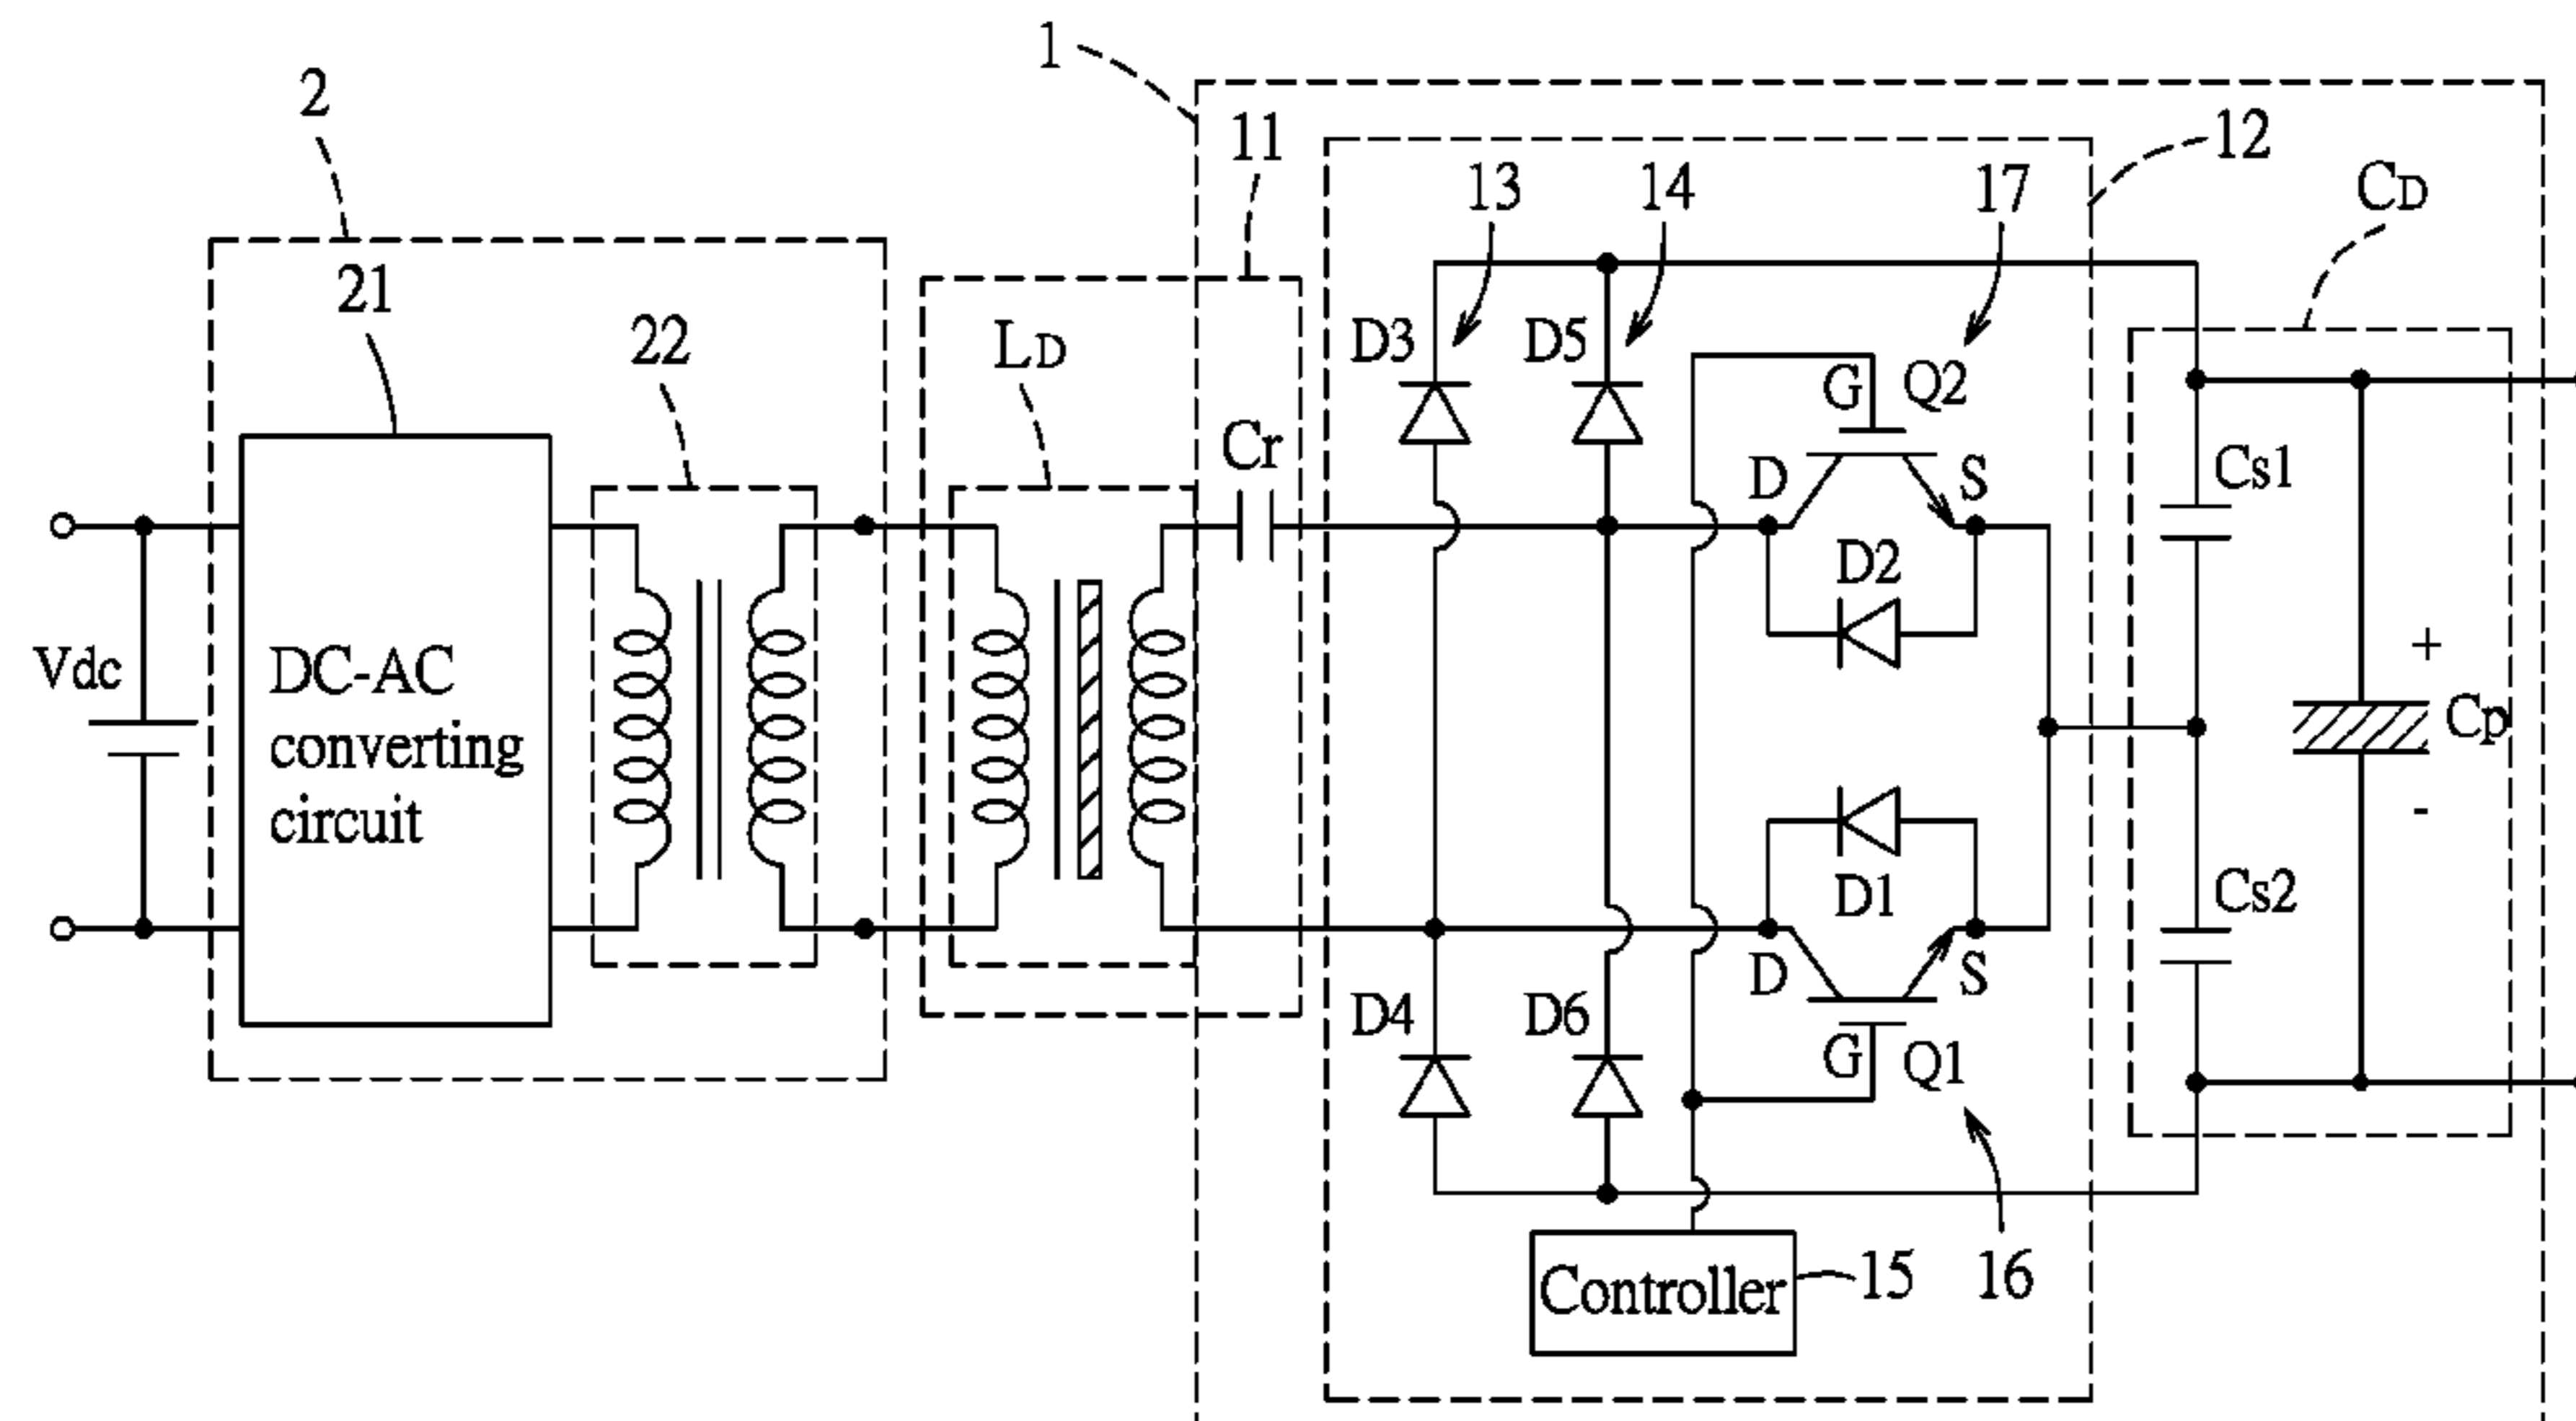 1
2
11
12
13
14
17
CD
21
22
LD
D3
D5
G
Q2
Cr
D
S
Cs1
D2
Vdc
DC-AC
converting
circuit
+
Cp
-
D1
Cs2
D
S
D4
D6
G
Q1
Controller
15
16